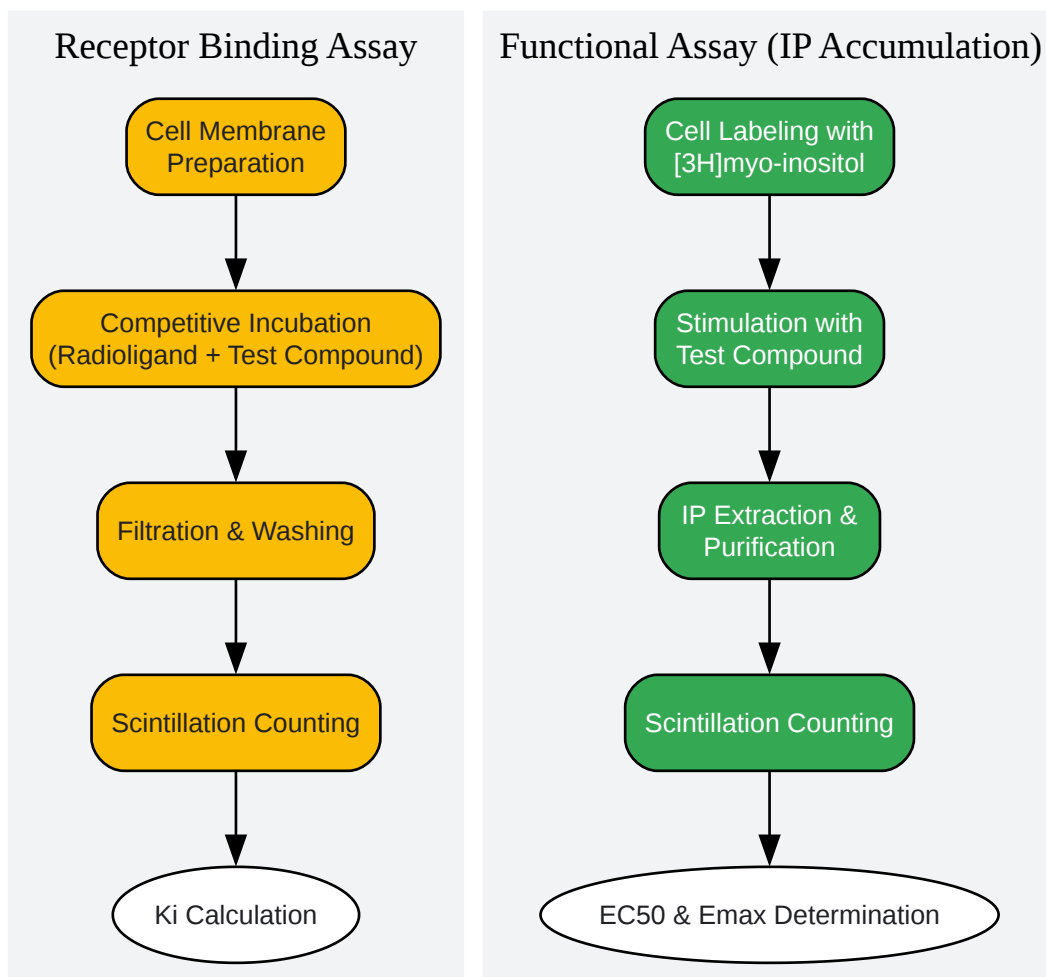 Receptor Binding Assay
Cell Membrane
Preparation
Competitive Incubation
(Radioligand + Test Compound)
Filtration & Washing
Scintillation Counting
Ki Calculation
Functional Assay (IP Accumulation)
Cell Labeling with
[3H]myo-inositol
Stimulation with
Test Compound
IP Extraction &
Purification
Scintillation Counting
EC50 & Emax Determination